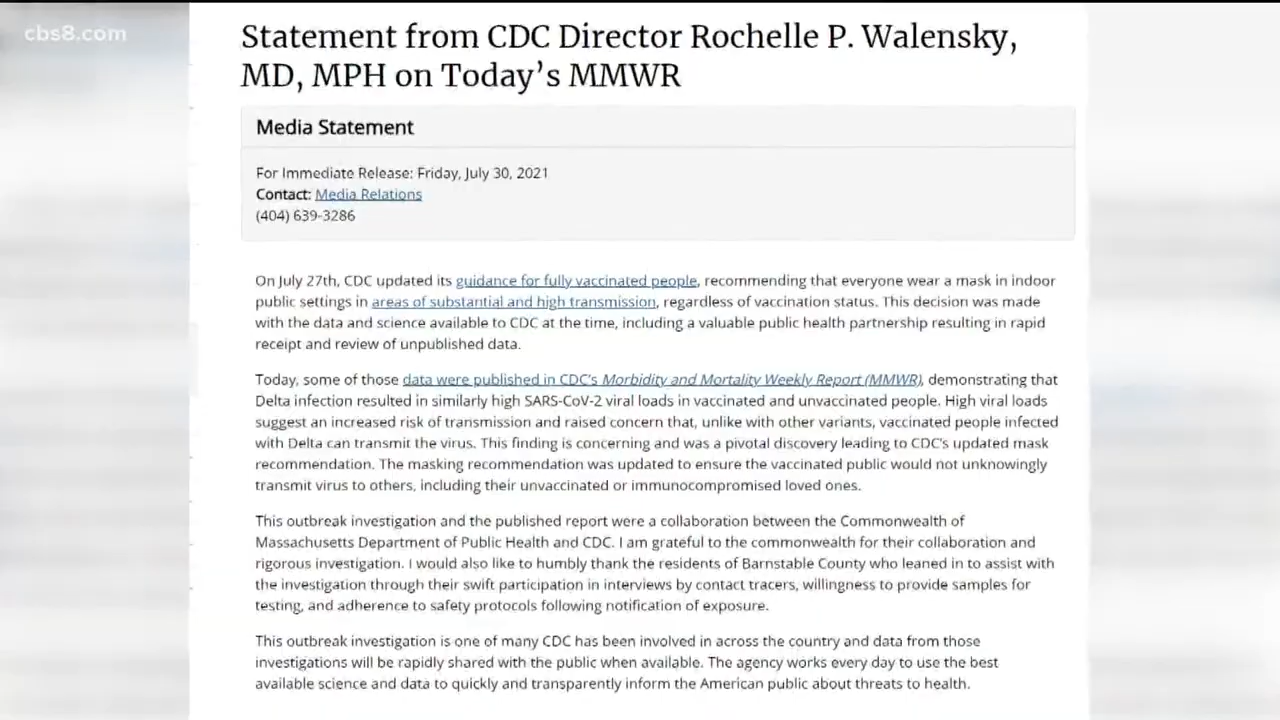 cbs8.com
Statement from CDC Director Rochelle P. Walensky,
MD, MPH on Today's MMWR
Media Statement
For Immediate Release: Friday, July 30, 2021
Contact: Media Relations
(404) 639-3286
On July 27th, CDC updated its guidance for fully vaccinated people, recommending that everyone wear a mask in indoor
public settings in areas of substantial and high transmission, regardless of vaccination status. This decision was made
with the data and science available to CDC at the time, including a valuable public health partnership resulting in rapid
receipt and review of unpublished data.
Today, some of those data were published in CDC's Morbidity and Mortality Weekly Report (MMWR), demonstrating that
Delta infection resulted in similarly high SARS-CoV-2 viral loads in vaccinated and unvaccinated people. High viral loads
suggest an increased risk of transmission and raised concern that, unlike with other variants, vaccinated people infected
with Delta can transmit the virus. This finding is concerning and was a pivotal discovery leading to CDC's updated mask
recommendation. The masking recommendation was updated to ensure the vaccinated public would not unknowingly
transmit virus to others, including their unvaccinated or immunocompromised loved ones.
This outbreak investigation and the published report were a collaboration between the Commonwealth of
Massachusetts Department of Public Health and CDC. I am grateful to the commonwealth for their collaboration and
rigorous investigation. I would also like to humbly thank the residents of Barnstable County who leaned in to assist with
the investigation through their swift participation in interviews by contact tracers, willingness to provide samples for
testing, and adherence to safety protocols following notification of exposure.
This outbreak investigation is one of many CDC has been involved in across the country and data from those
investigations will be rapidly shared with the public when available. The agency works every day to use the best
available science and data to quickly and transparently inform the American public about threats to health.